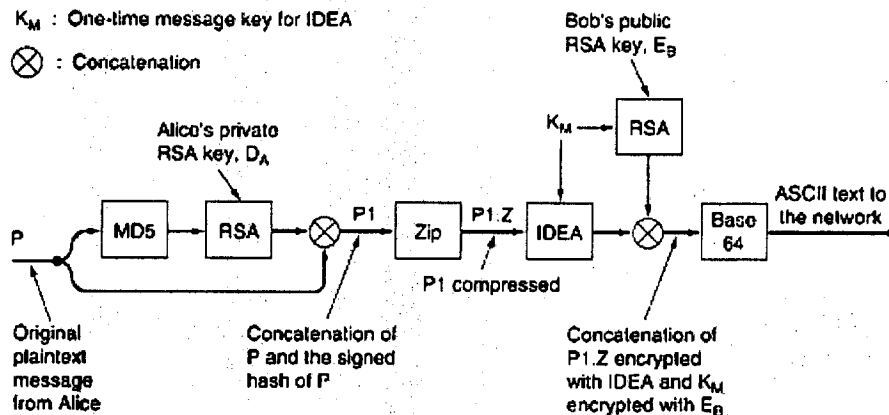 K_M : One-time message key for IDEA
⊗ : Concatenation
Bob's public
RSA key, E_B
Alice's private
RSA key, D_A
K_M
RSA
P
MD5
RSA
P1
Zip
P1.Z
IDEA
Base
64
ASCII text to
the network
P1 compressed
Original
plaintext
message
from Alice
Concatenation of
P and the signed
hash of P
Concatenation of
P1.Z encrypted
with IDEA and K_M
encrypted with E_B